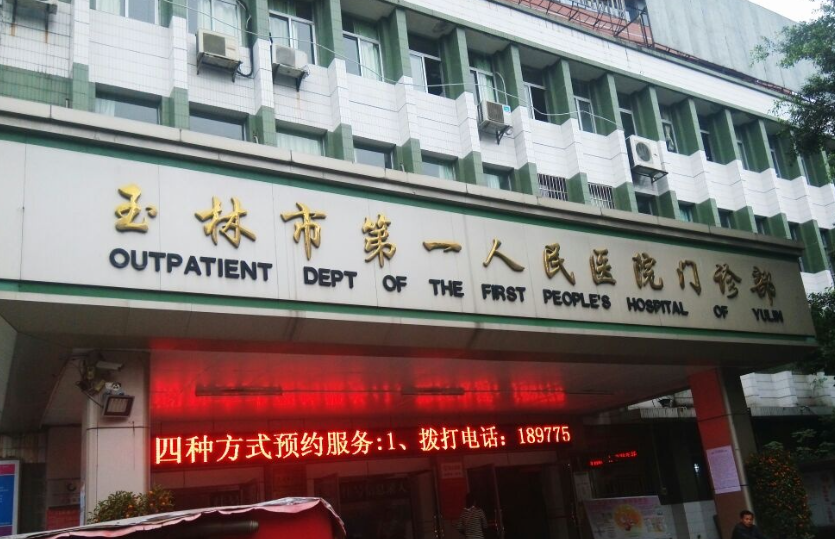 玉林市第一人民医院门诊部
OUTPATIENT DEPT OF THE FIRST PEOPLE'S HOSPITAL OF YULIN
四种方式预约服务:1、拨打电话：189775